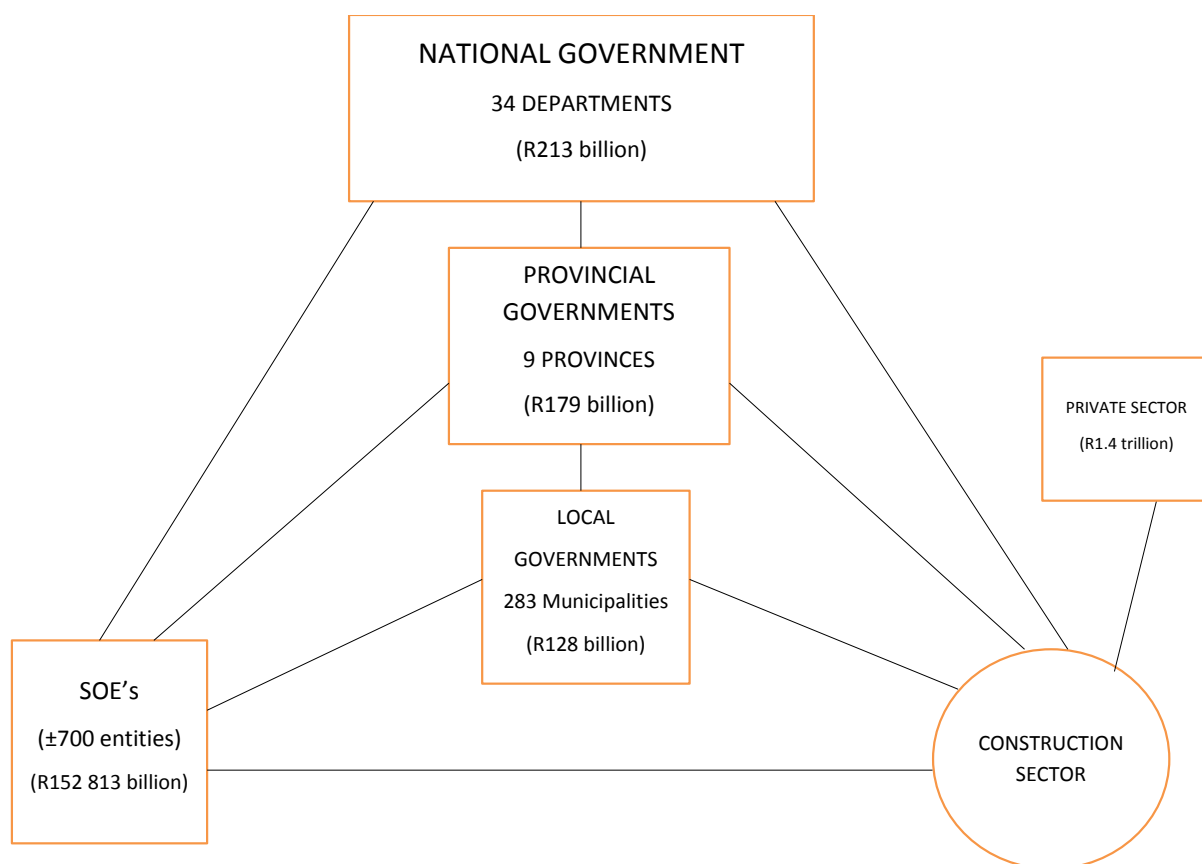 NATIONAL GOVERNMENT
34 DEPARTMENTS
(R213 billion)
PROVINCIAL
GOVERNMENTS
9 PROVINCES
(R179 billion)
PRIVATE SECTOR
(R1.4 trillion)
LOCAL
GOVERNMENTS
283 Municipalities
(R128 billion)
SOE’s
(±700 entities)
(R152 813 billion)
CONSTRUCTION
SECTOR